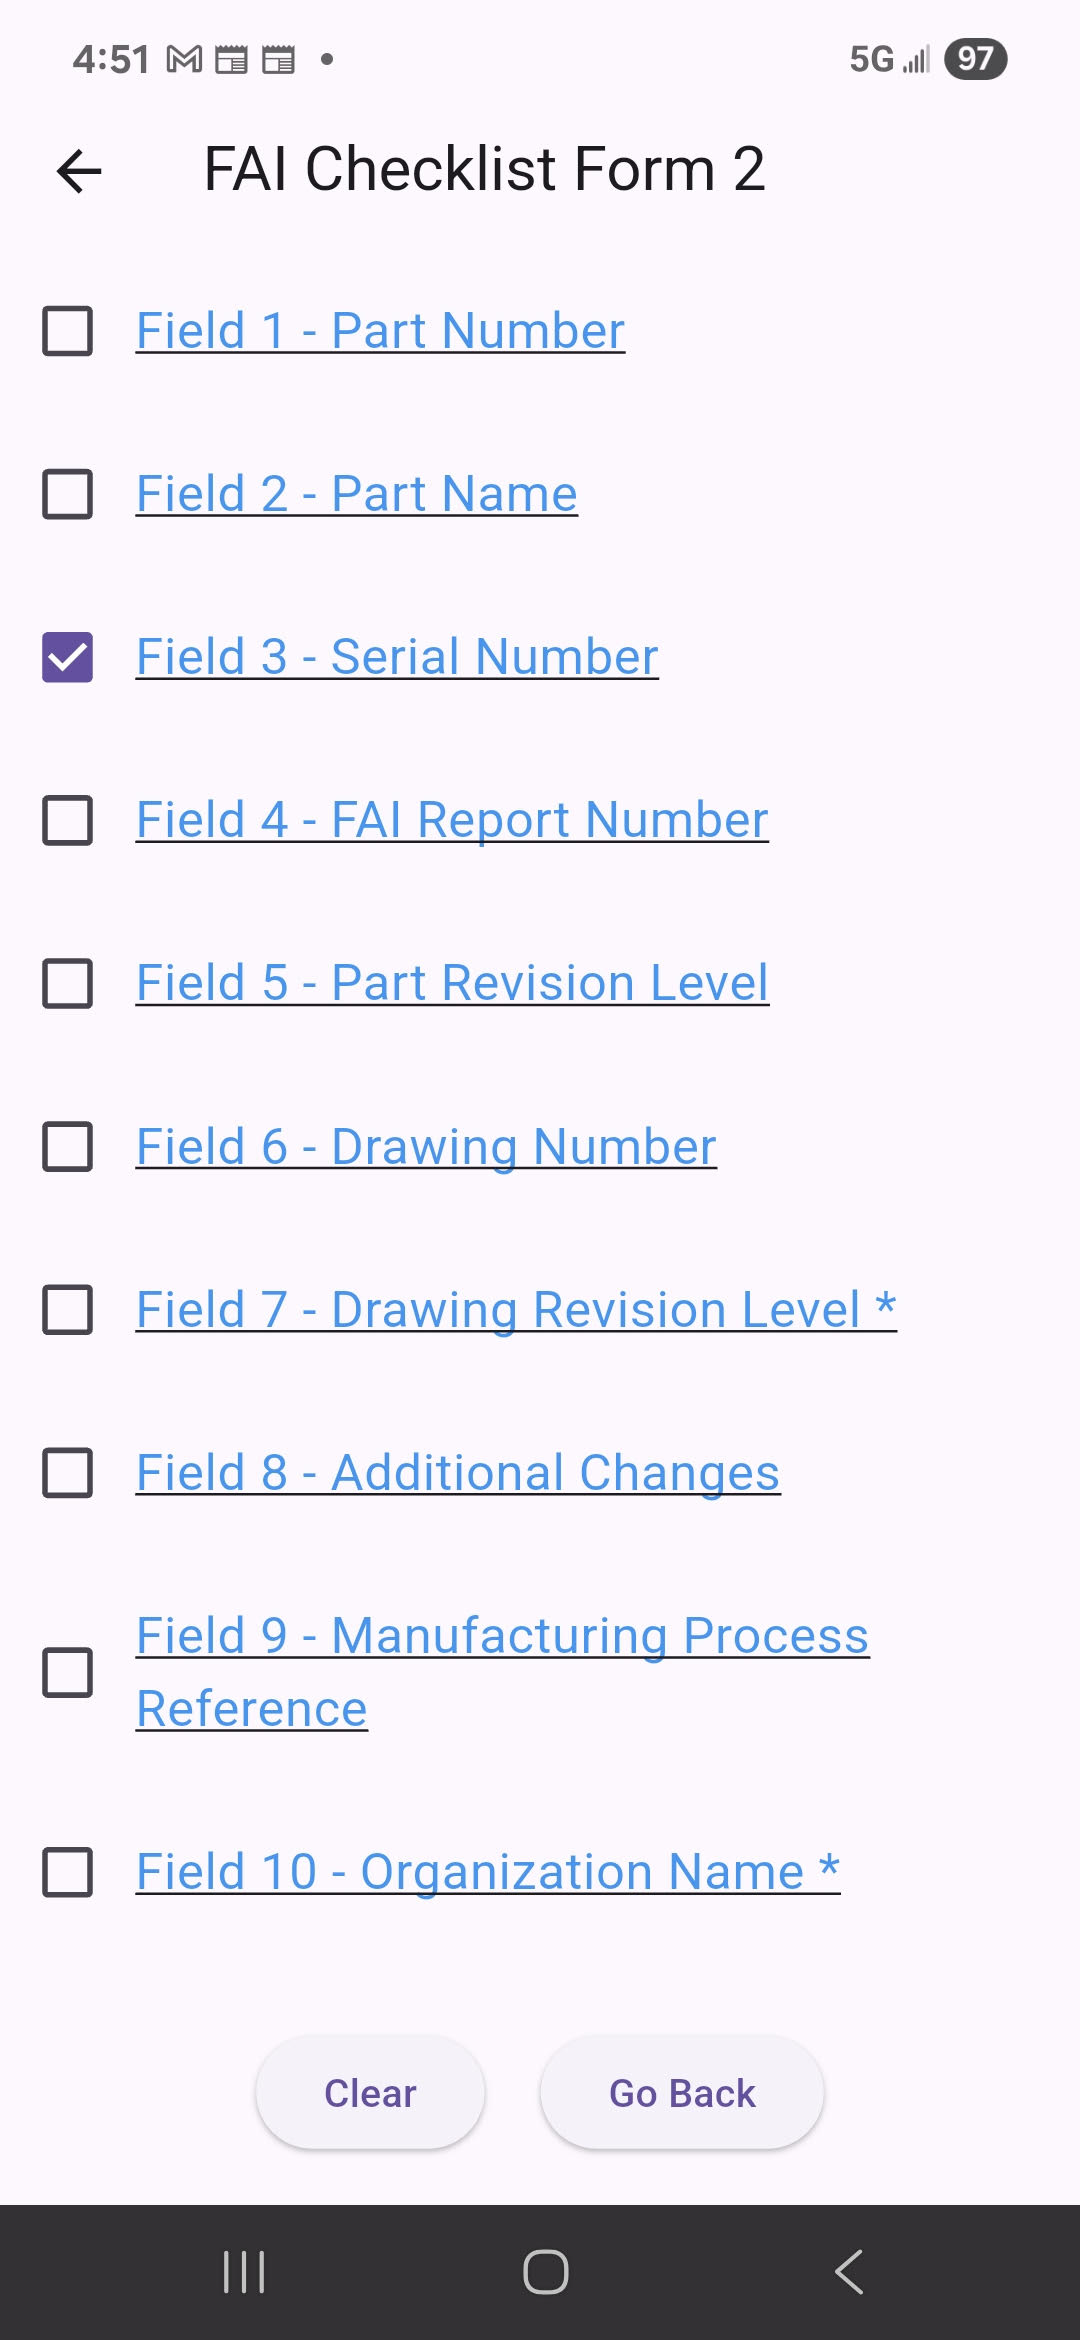 4:51
5G
97
FAI Checklist Form 2
Field 1 - Part Number
Field 2 - Part Name
Field 3 - Serial Number
Field 4 - FAI Report Number
Field 5 - Part Revision Level
Field 6 - Drawing Number
Field 7 - Drawing Revision Level *
Field 8 - Additional Changes
Field 9 - Manufacturing Process
Reference
Field 10 - Organization Name *
Clear
Go Back